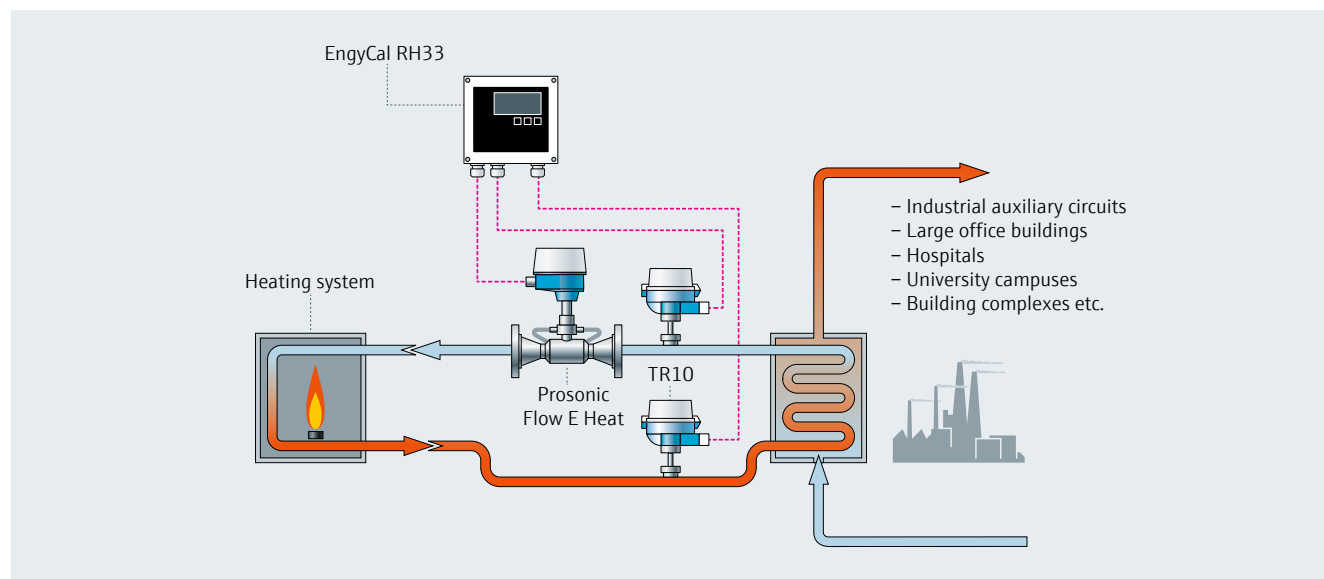 EngyCal RH33
Heating system
– Industrial auxiliary circuits
– Large office buildings
– Hospitals
– University campuses
– Building complexes etc.
TR10
Prosonic
Flow E Heat